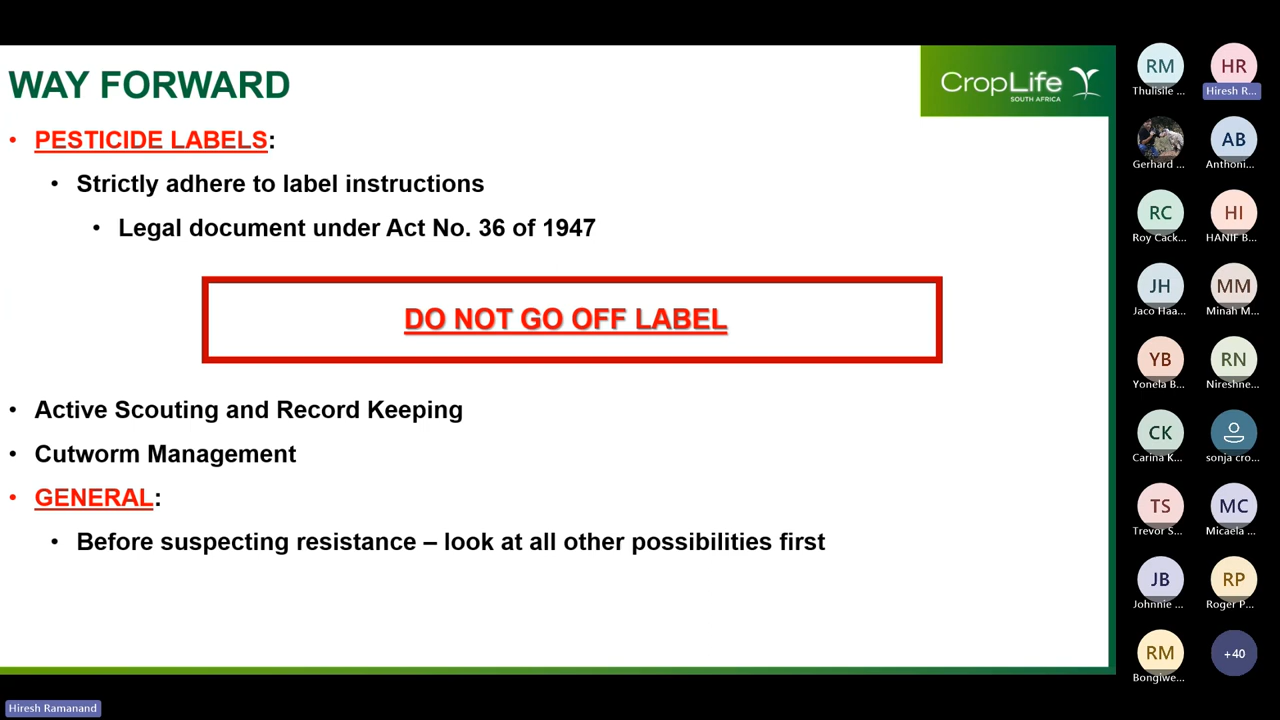 WAY FORWARD
CropLife
SOUTH AFRICA
• PESTICIDE LABELS:
• Strictly adhere to label instructions
• Legal document under Act No. 36 of 1947
DO NOT GO OFF LABEL
• Active Scouting and Record Keeping
• Cutworm Management
• GENERAL:
• Before suspecting resistance – look at all other possibilities first
RM
Thulisile ...
HR
Hiresh R...
Gerhard ...
AB
Anthoni...
RC
Roy Cack...
HI
HANIF B...
JH
Jaco Haa...
MM
Minah M...
YB
Yonela B...
RN
Nireshne...
CK
Carina K...
sonja cro...
TS
Trevor S...
MC
Micaela ...
JB
Johnnie ...
RP
Roger P...
RM
Bongiwe...
+40
Hiresh Ramanand